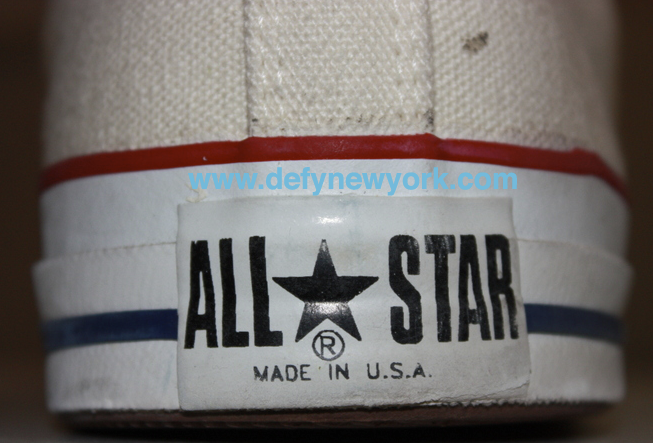 www.defynewyork.com
ALL ★ STAR
®
MADE IN U.S.A.